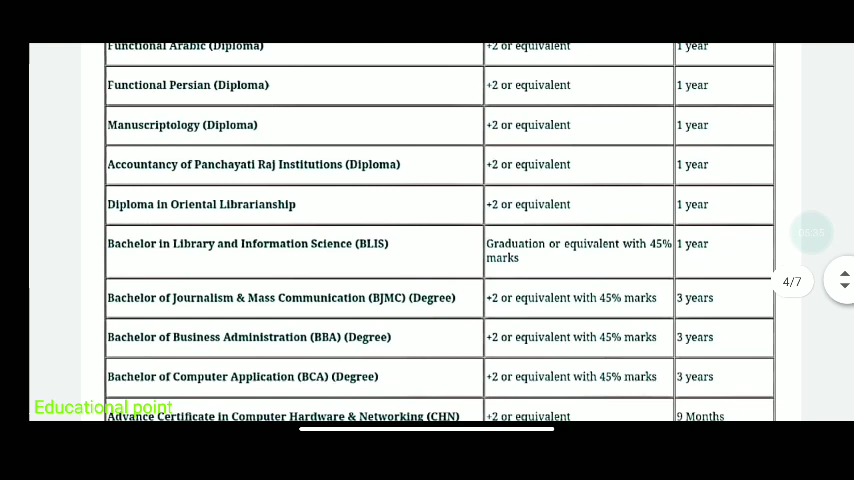 Functional Arabic (Diploma) +2 or equivalent 1 year
Functional Persian (Diploma) +2 or equivalent 1 year
Manuscriptology (Diploma) +2 or equivalent 1 year
Accountancy of Panchayati Raj Institutions (Diploma) +2 or equivalent 1 year
Diploma in Oriental Librarianship +2 or equivalent 1 year
Bachelor in Library and Information Science (BLIS) Graduation or equivalent with 45% 1 year
marks
4/7
Bachelor of Journalism & Mass Communication (BJMC) (Degree) +2 or equivalent with 45% marks 3 years
Bachelor of Business Administration (BBA) (Degree) +2 or equivalent with 45% marks 3 years
Bachelor of Computer Application (BCA) (Degree) +2 or equivalent with 45% marks 3 years
Educational point
Advance Certificate in Computer Hardware & Networking (CHN) +2 or equivalent 9 Months